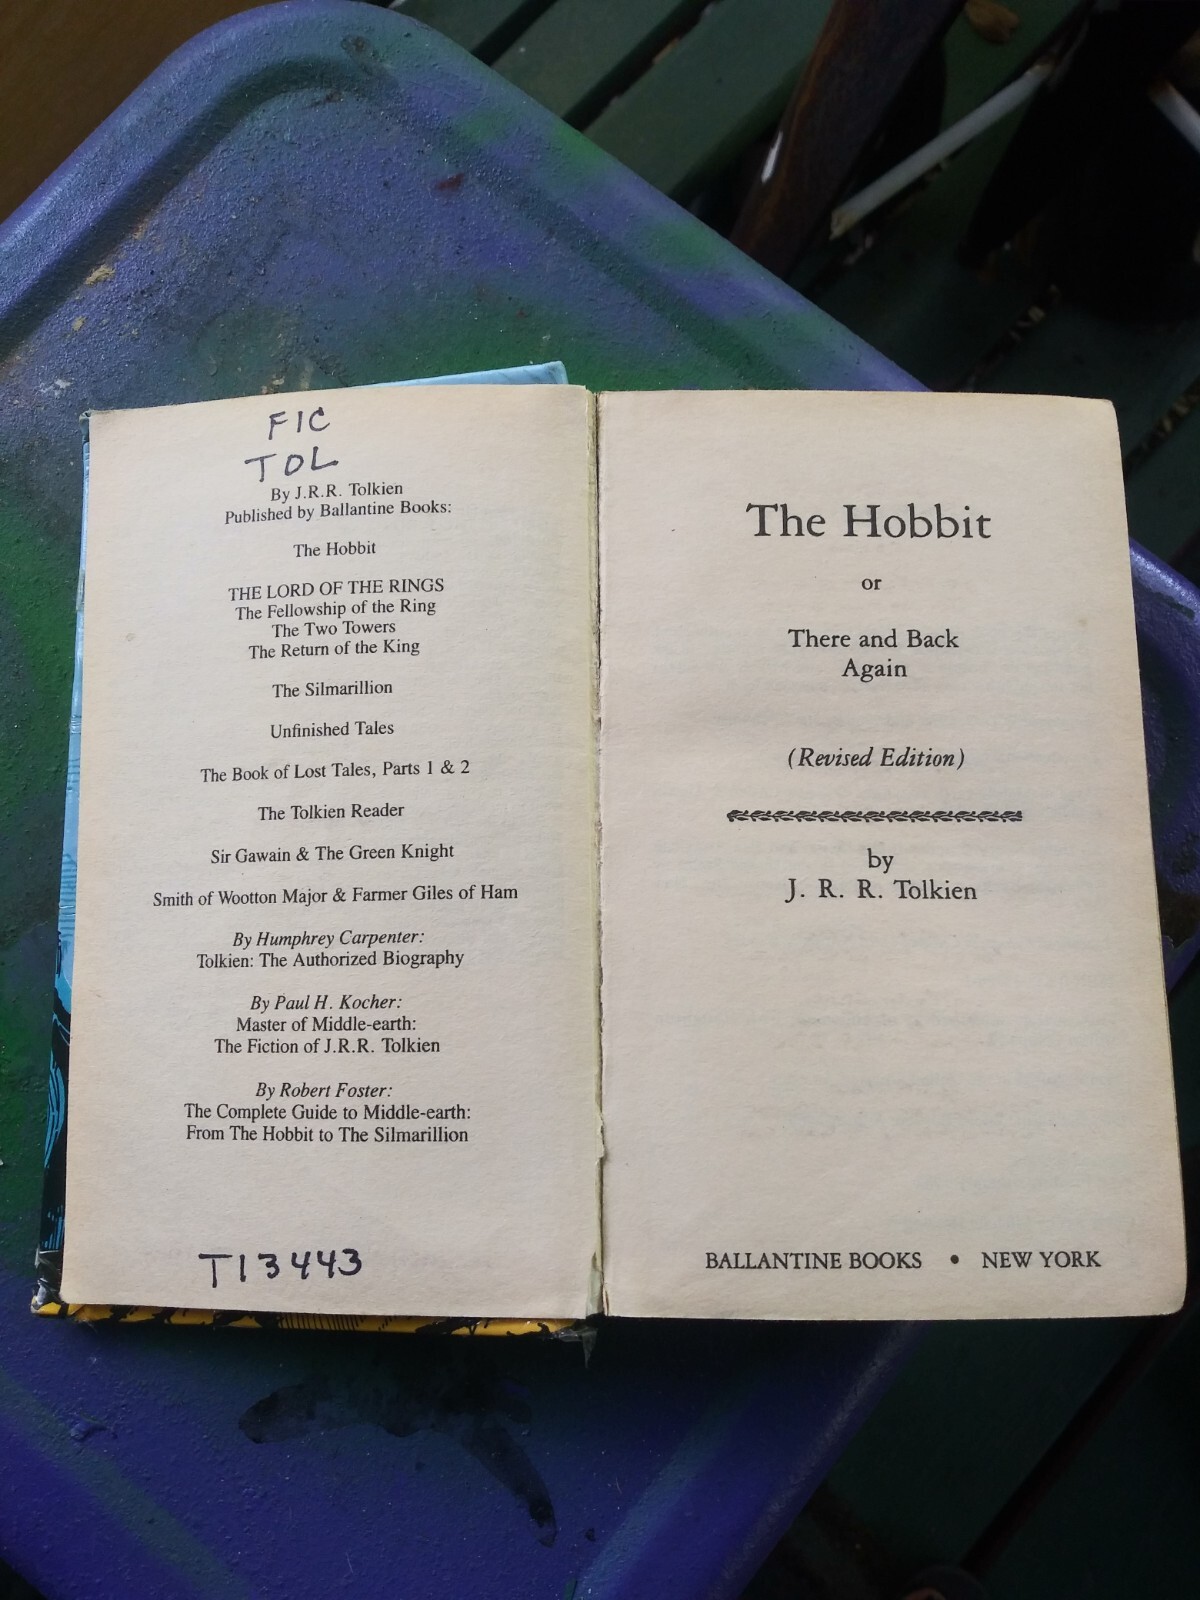 FIC
TOL
By J.R.R. Tolkien
Published by Ballantine Books:
The Hobbit
THE LORD OF THE RINGS
The Fellowship of the Ring
The Two Towers
The Return of the King
The Silmarillion
Unfinished Tales
The Book of Lost Tales, Parts 1 & 2
The Tolkien Reader
Sir Gawain & The Green Knight
Smith of Wootton Major & Farmer Giles of Ham
By Humphrey Carpenter:
Tolkien: The Authorized Biography
By Paul H. Kocher:
Master of Middle-earth:
The Fiction of J.R.R. Tolkien
By Robert Foster:
The Complete Guide to Middle-earth:
From The Hobbit to The Silmarillion
T13443
The Hobbit
or
There and Back
Again
(Revised Edition)
by
J. R. R. Tolkien
BALLANTINE BOOKS • NEW YORK